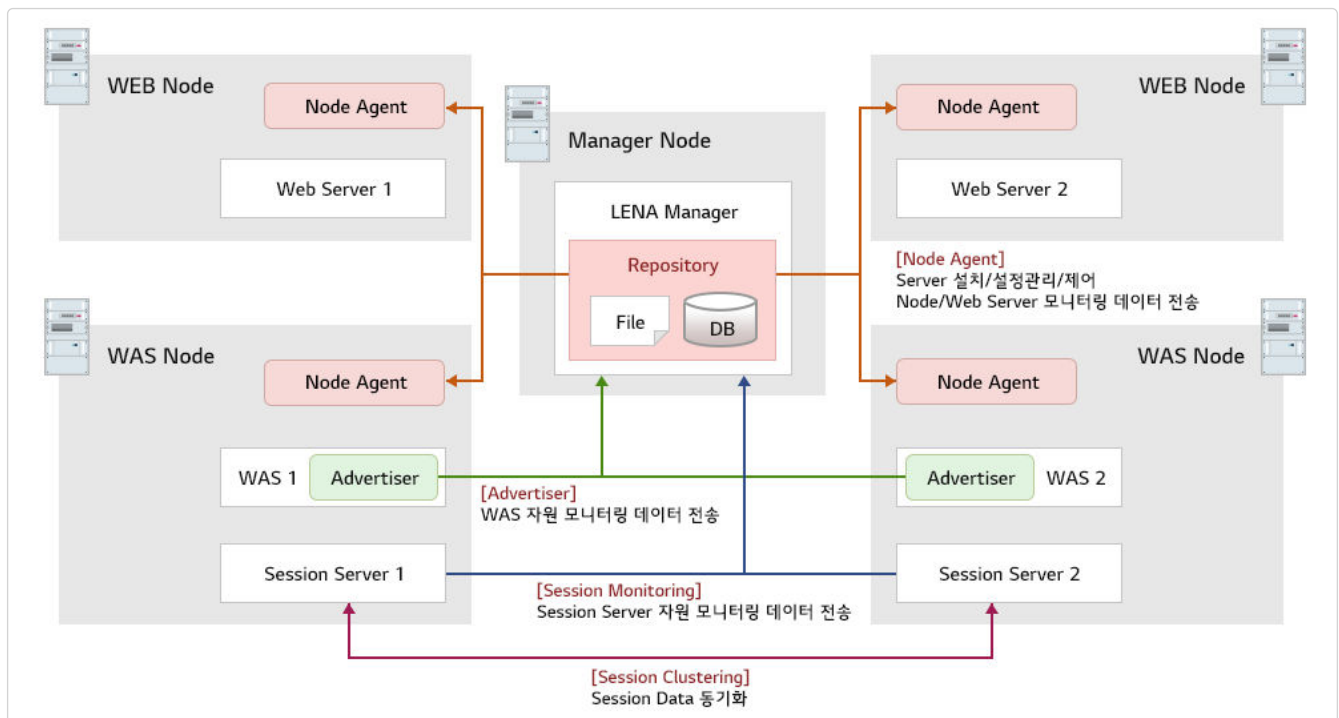 WEB Node
Node Agent
Web Server 1
Manager Node
LENA Manager
Repository
File
DB
WEB Node
Node Agent
Web Server 2
[Node Agent]
Server 설치/설정관리/제어
Node/Web Server 모니터링 데이터 전송
WAS Node
Node Agent
WAS 1
Advertiser
Session Server 1
WAS Node
Node Agent
Advertiser
WAS 2
Session Server 2
[Advertiser]
WAS 자원 모니터링 데이터 전송
[Session Monitoring]
Session Server 자원 모니터링 데이터 전송
[Session Clustering]
Session Data 동기화